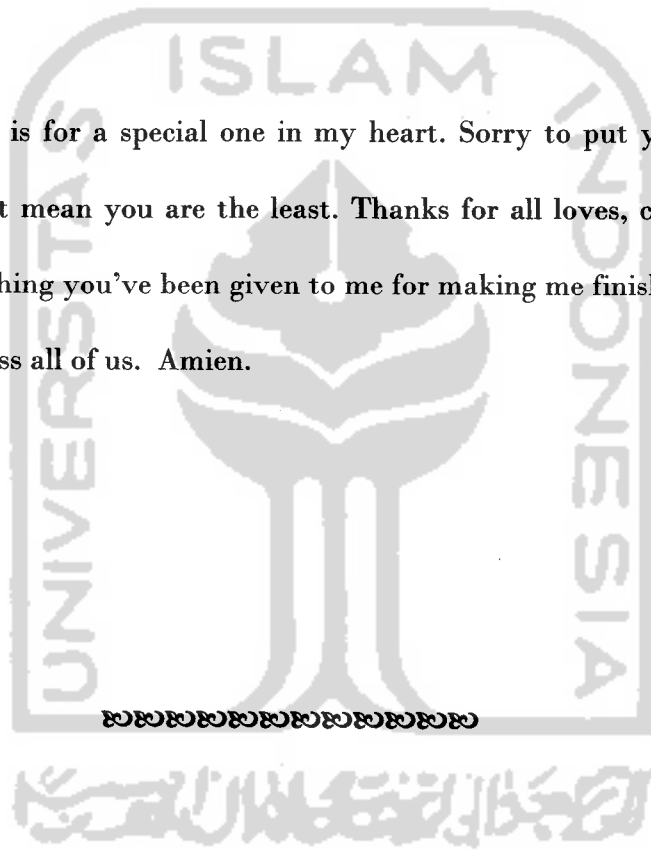 ISLAM
UNIVERSITAS
INDONESIA
is for a special one in my heart. Sorry to put y
t mean you are the least. Thanks for all loves, c
hing you've been given to me for making me finish
ss all of us. Amien.